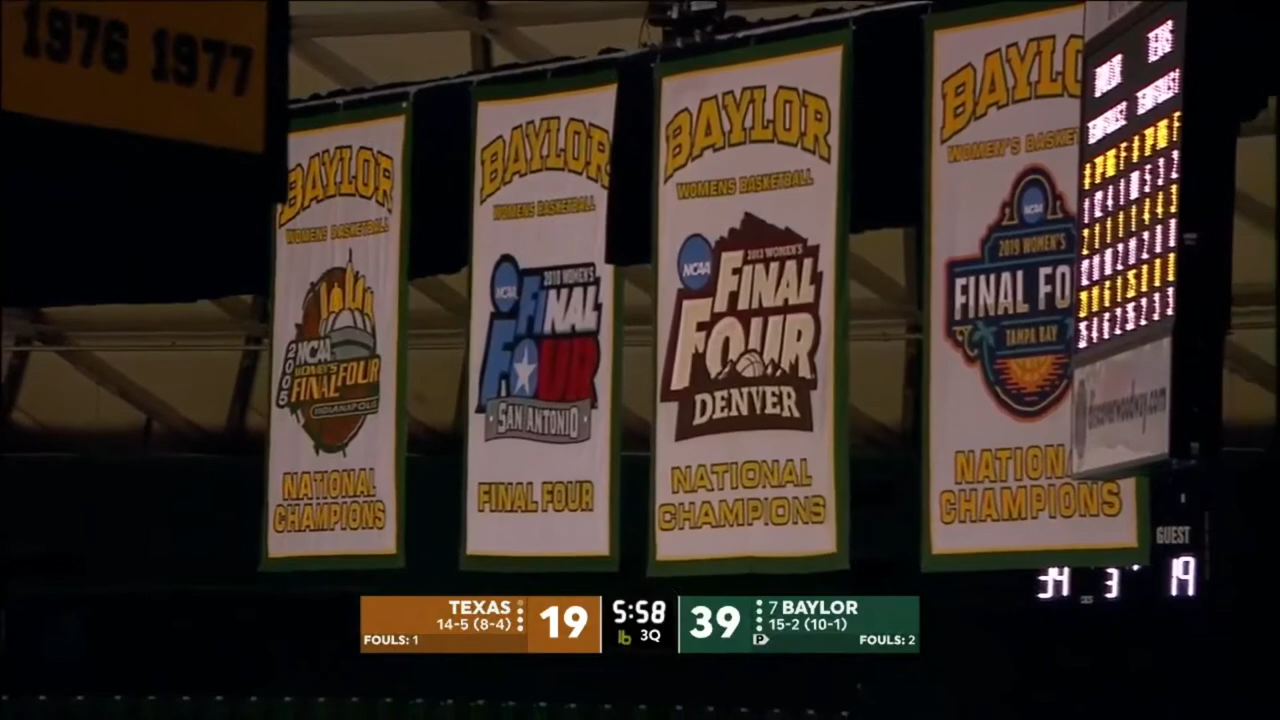 1976 1977
BAYLOR
WOMENS BASKETBALL
2005
NCAA
WOMEN'S
FINAL FOUR
INDIANAPOLIS
NATIONAL
CHAMPIONS
BAYLOR
WOMENS BASKETBALL
NCAA
2010 WOMEN'S
FINAL
FOUR
SAN ANTONIO
FINAL FOUR
BAYLOR
WOMENS BASKETBALL
NCAA
2012 WOMEN'S
FINAL
FOUR
DENVER
NATIONAL
CHAMPIONS
BAYLO
WOMEN'S BASKE
NCAA
2019 WOMEN'S
FINAL FO
TAMPA BAY
NATION
CHAMPIONS
GUEST
3
19
TEXAS
14-5 (8-4)
FOULS: 1
19
5:58
3Q
39
7 BAYLOR
15-2 (10-1)
P
FOULS: 2